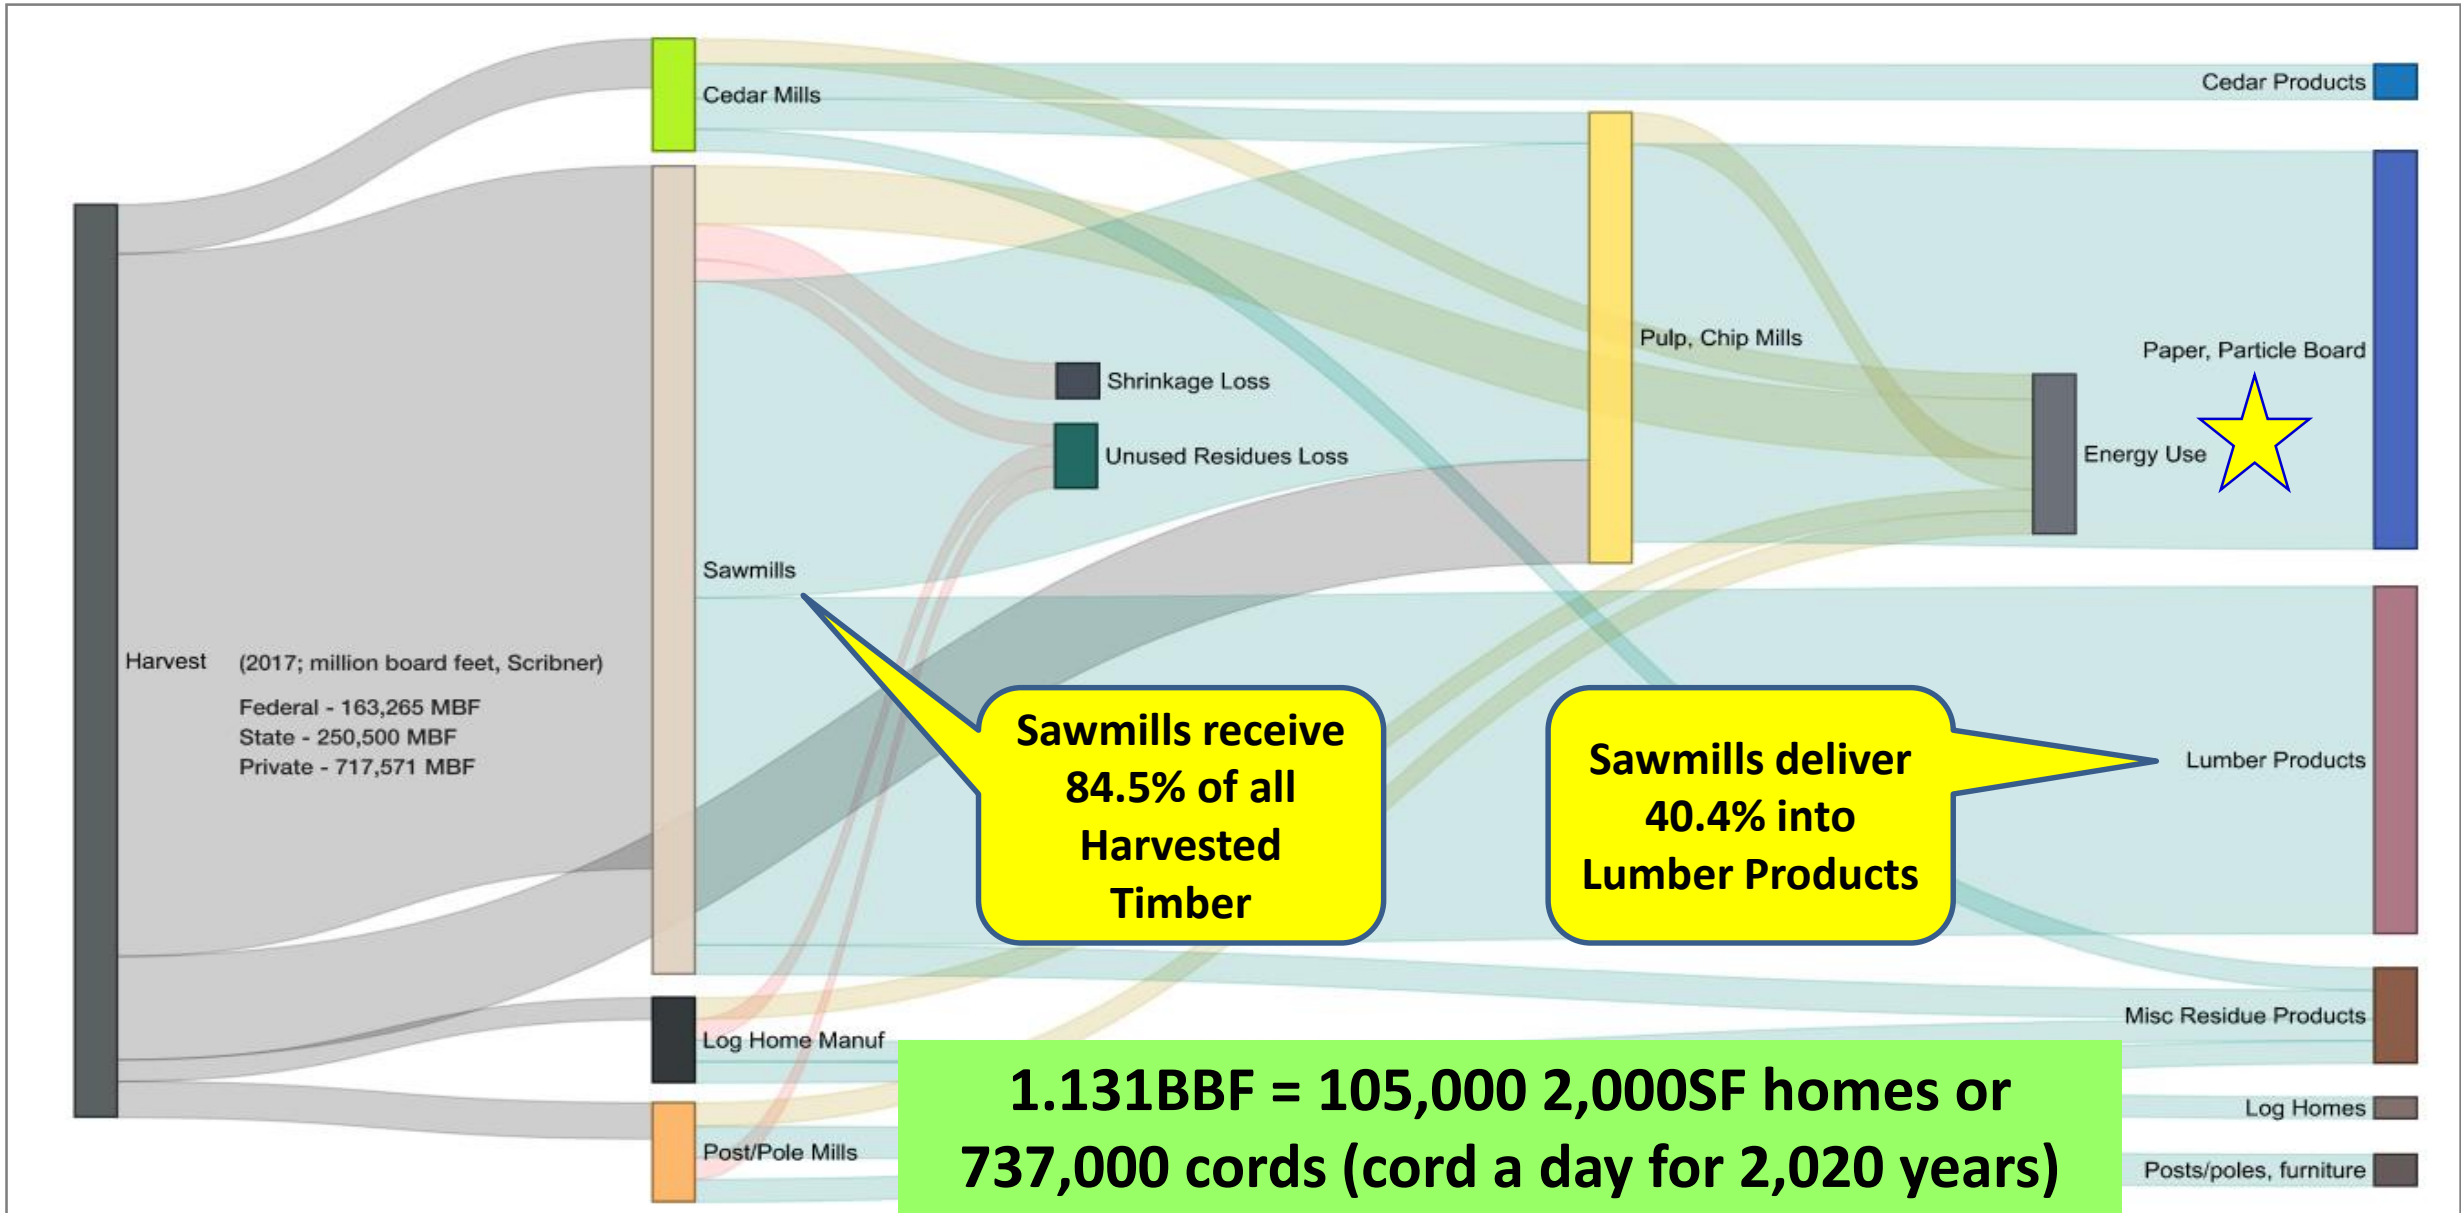 Cedar Mills
Cedar Products
Pulp, Chip Mills
Paper, Particle Board
Shrinkage Loss
Energy Use
Unused Residues Loss
Sawmills
Harvest (2017; million board feet, Scribner)
Federal - 163,265 MBF
State - 250,500 MBF
Private - 717,571 MBF
Sawmills receive
84.5% of all
Harvested
Timber
Sawmills deliver
40.4% into
Lumber Products
Lumber Products
Misc Residue Products
Log Home Manuf
1.131BBF = 105,000 2,000SF homes or
737,000 cords (cord a day for 2,020 years)
Log Homes
Post/Pole Mills
Posts/poles, furniture